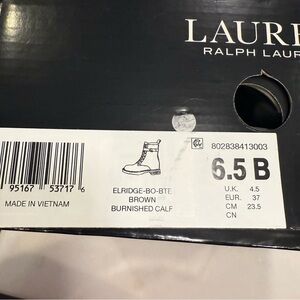 LAURE
RALPH LAUR
802838413003
6.5 B
U.K. 4.5
EUR. 37
CM 23.5
CN
95167 53717 6
MADE IN VIETNAM
ELRIDGE-BO-BTE
BROWN
BURNISHED CALF